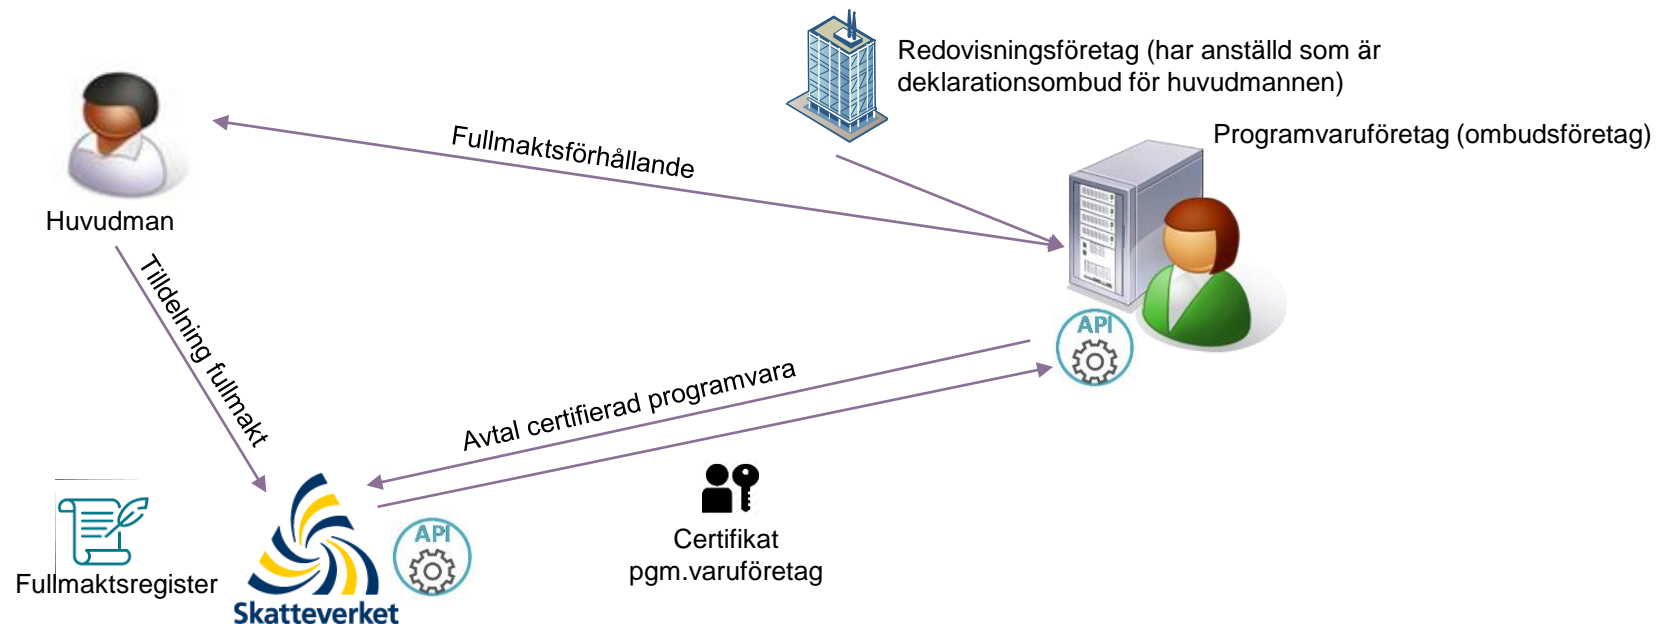 Redovisningsföretag (har anställd som är
deklarationsombud för huvudmannen)
Programvaruföretag (ombudsföretag)
Fullmaktsförhållande
Huvudman
Tilldelning fullmakt
API
Avtal certifierad programvara
Certifikat
pgm.varuföretag
API
Fullmaktsregister
Skatteverket